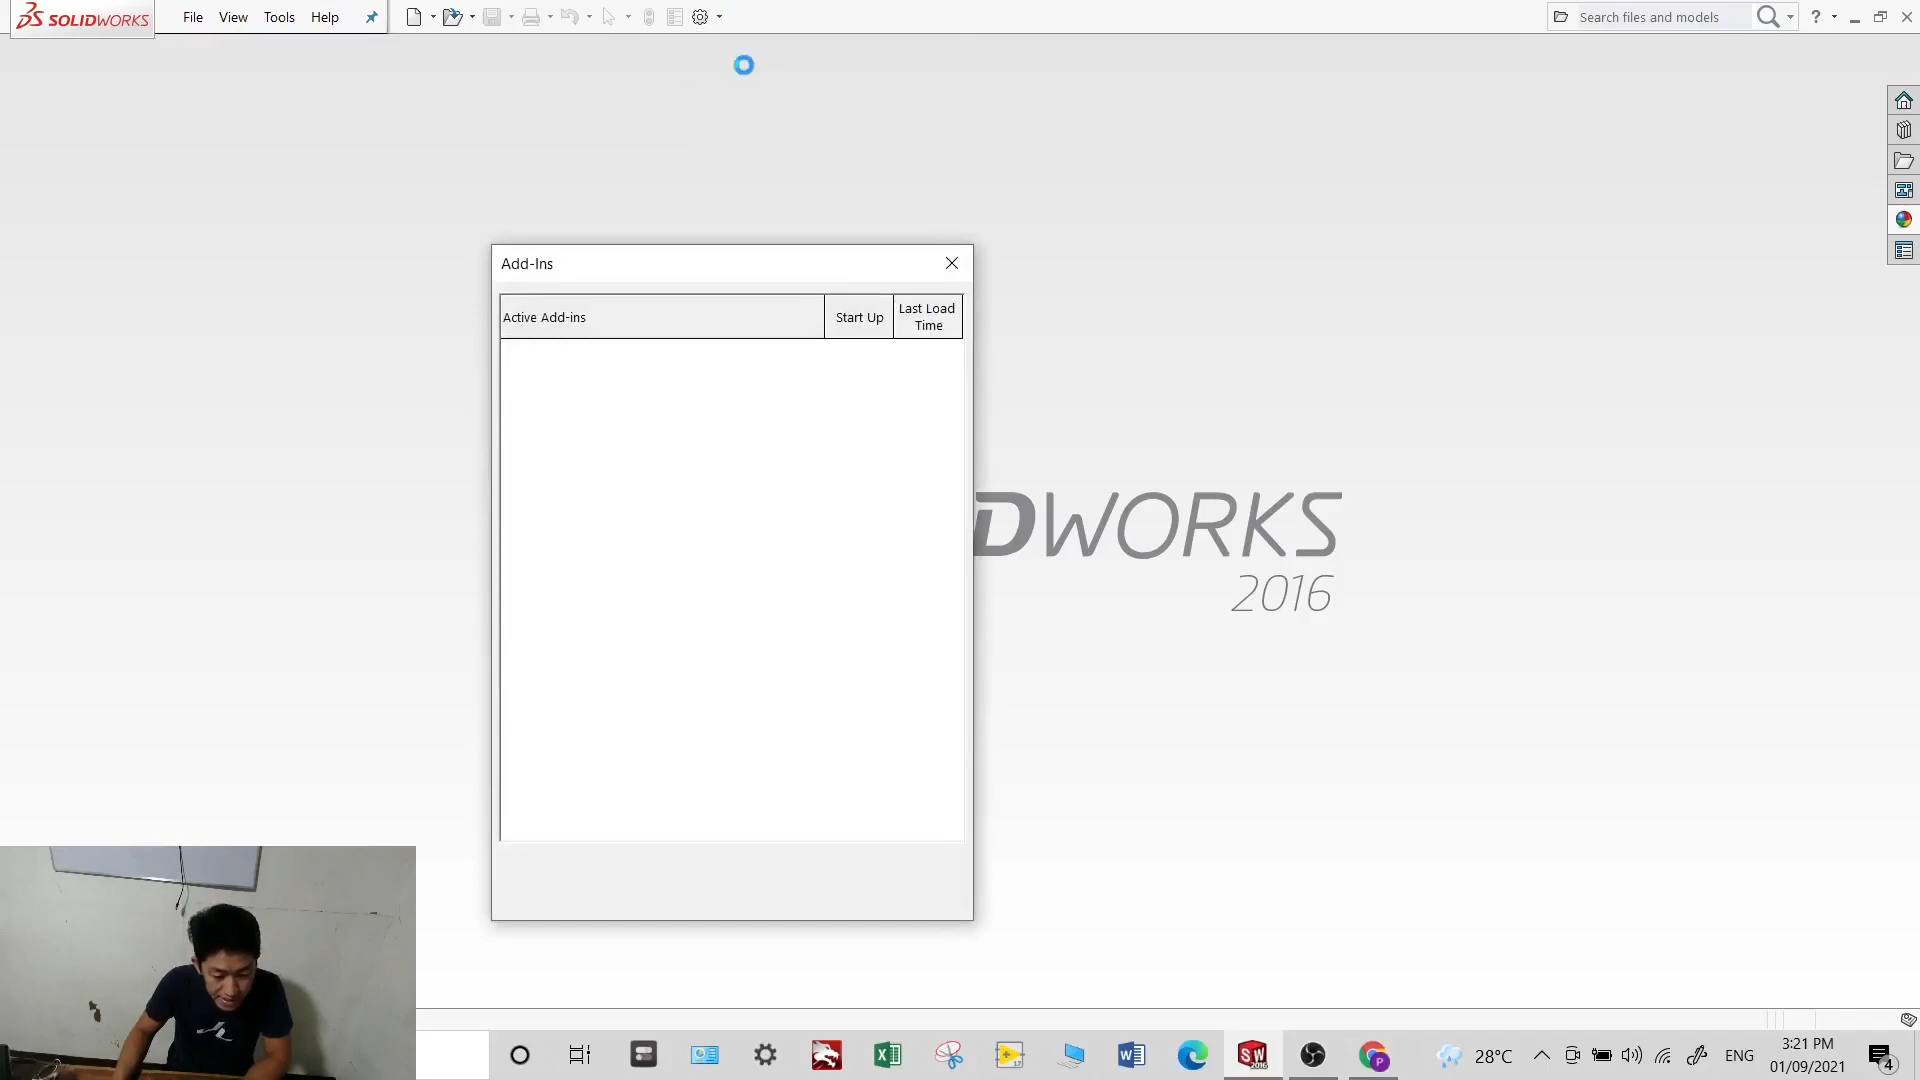 SOLIDWORKS File View Tools Help
Search files and models ?
Add-Ins
Active Add-ins Start Up Last Load
Time
DWORKS
2016
28°C ENG 3:21 PM
01/09/2021 4